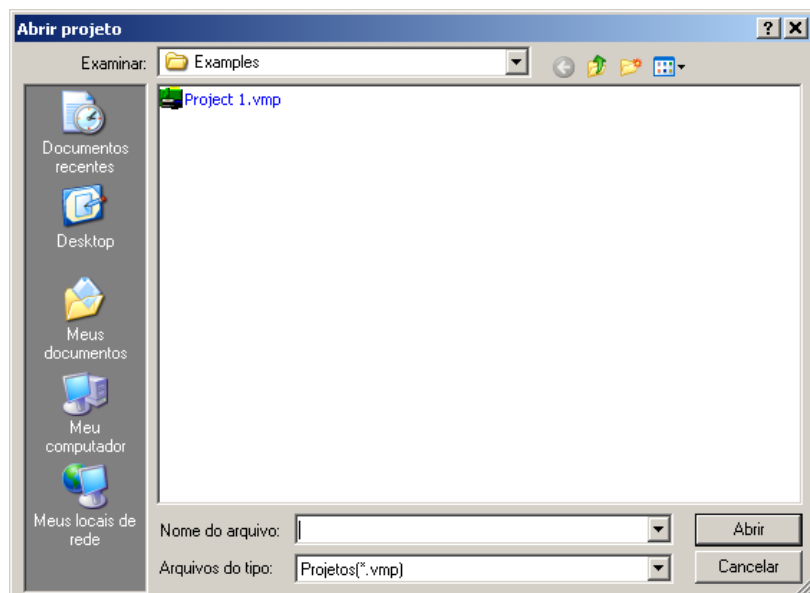 Abrir projeto
Examinar:
Examples
Project 1.vmp
Documentos
recentes
Desktop
Meus
documentos
Meu
computador
Meus locais de
rede
Nome do arquivo:
Abrir
Arquivos do tipo:
Projetos(*.vmp)
Cancelar